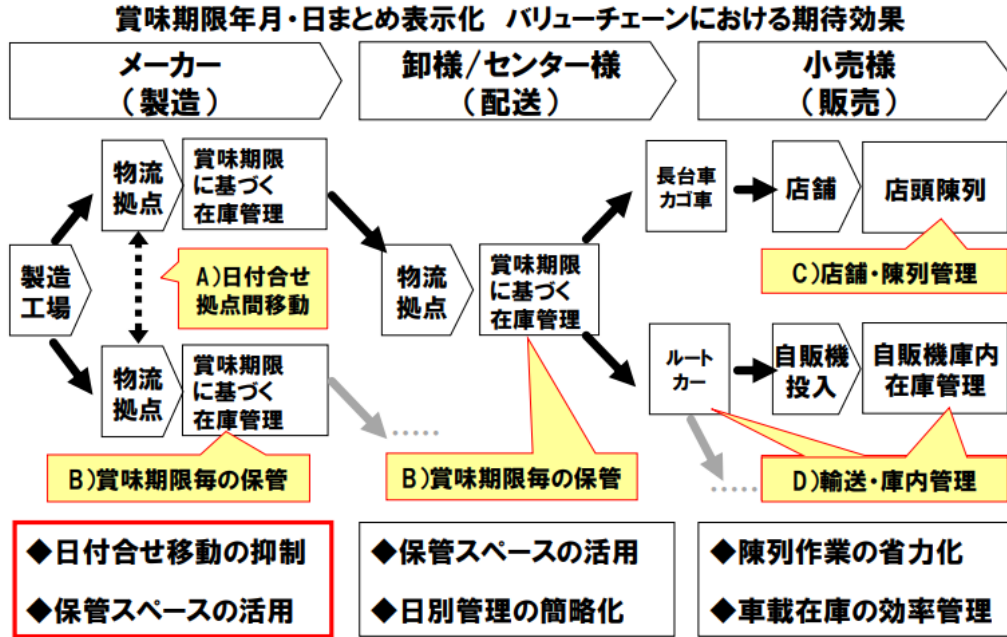 賞味期限年月・日まとめ表示化 バリューチェーンにおける期待効果
メーカー
（製造）
卸様/センター様
（配送）
小売様
（販売）
製造
工場
物流
拠点
賞味期限
に基づく
在庫管理
A)日付合せ
拠点間移動
物流
拠点
賞味期限
に基づく
在庫管理
B)賞味期限毎の保管
.....
物流
拠点
賞味期限
に基づく
在庫管理
B)賞味期限毎の保管
長台車
カゴ車
店舗
店頭陳列
C)店舗・陳列管理
ルート
カー
自販機
投入
自販機庫内
在庫管理
.....
D)輸送・庫内管理
◆日付合せ移動の抑制
◆保管スペースの活用
◆保管スペースの活用
◆日別管理の簡略化
◆陳列作業の省力化
◆車載在庫の効率管理